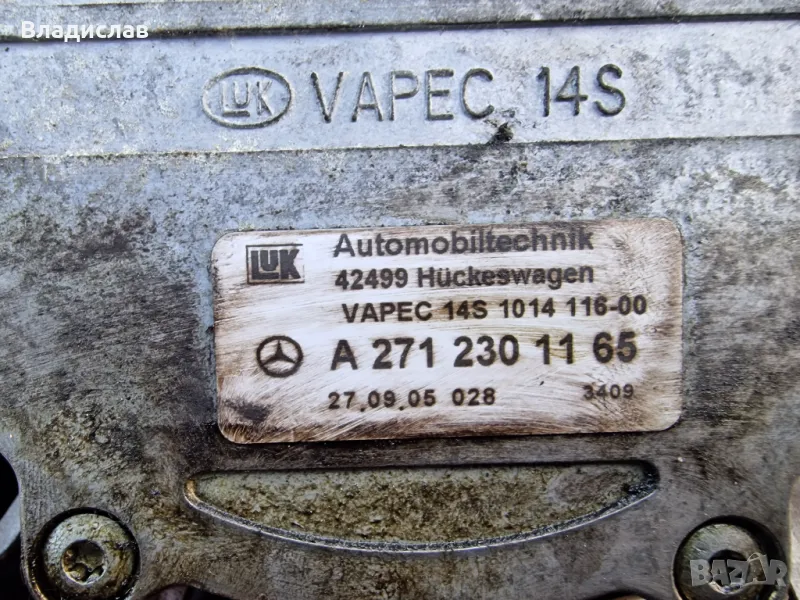 Владислав
LUK VAPEC 14S
LUK Automobiltechnik
42499 Hückeswagen
VAPEC 14S 1014 116-00
A 271 230 11 65
27.09.05 028 3409
BAZAR